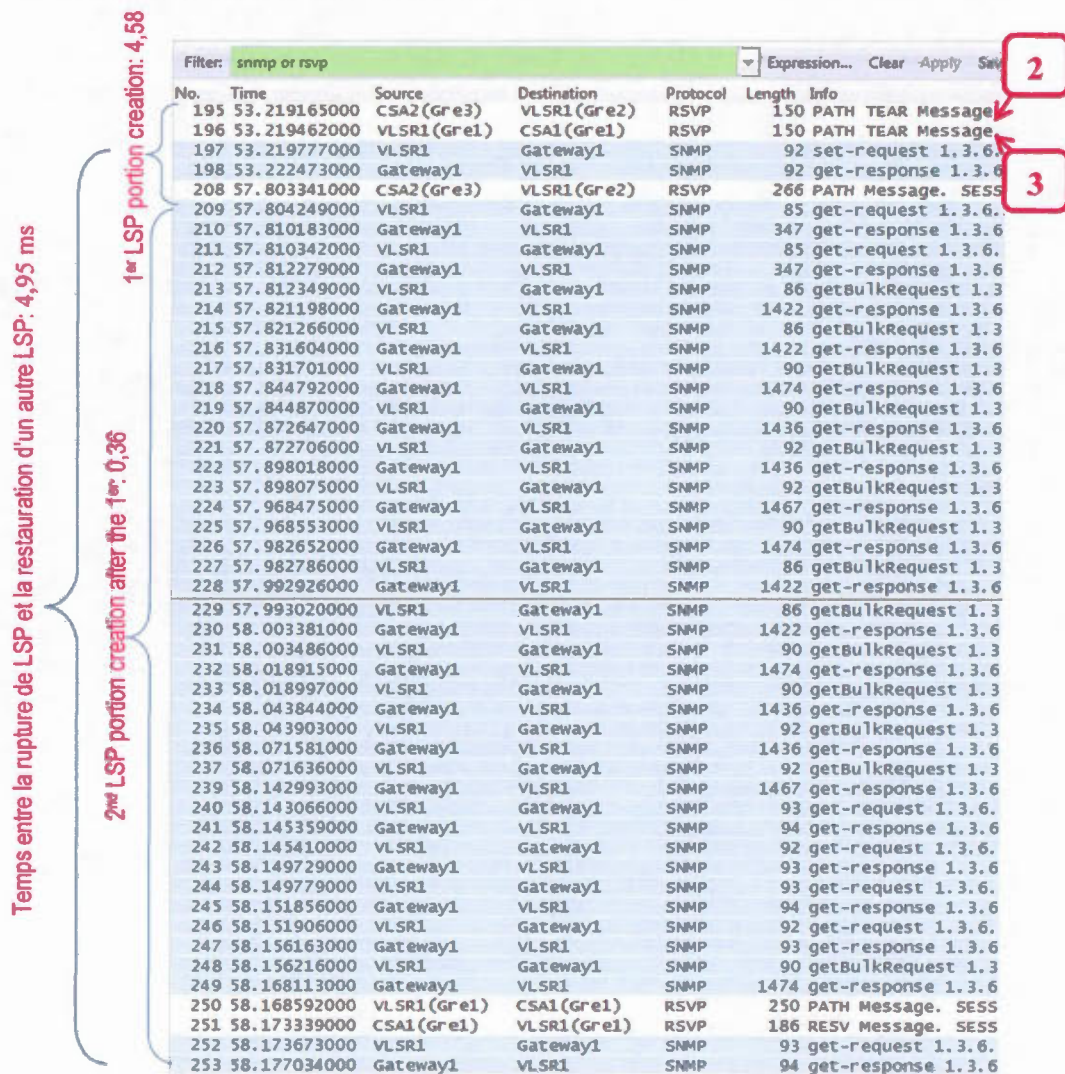 Temps entre la rupture de LSP et la restauration d'un autre LSP: 4,95 ms
1er LSP portion creation: 4,58
2nd LSP portion creation after the 1er: 0,36
Filter: snmp or rsvp Expression... Clear Apply Sav
2
3
No. Time Source Destination Protocol Length Info
195 53.219165000 CSA2(Gre3) VLSR1(Gre2) RSVP 150 PATH TEAR Message.
196 53.219462000 VLSR1(Gre1) CSA1(Gre1) RSVP 150 PATH TEAR Message.
197 53.219777000 VLSR1 Gateway1 SNMP 92 set-request 1.3.6.
198 53.222473000 Gateway1 VLSR1 SNMP 92 get-response 1.3.6
208 57.803341000 CSA2(Gre3) VLSR1(Gre2) RSVP 266 PATH Message. SESS
209 57.804249000 VLSR1 Gateway1 SNMP 85 get-request 1.3.6.
210 57.810183000 Gateway1 VLSR1 SNMP 347 get-response 1.3.6
211 57.810342000 VLSR1 Gateway1 SNMP 85 get-request 1.3.6.
212 57.812279000 Gateway1 VLSR1 SNMP 347 get-response 1.3.6
213 57.812349000 VLSR1 Gateway1 SNMP 86 getBulkRequest 1.3
214 57.821198000 Gateway1 VLSR1 SNMP 1422 get-response 1.3.6
215 57.821266000 VLSR1 Gateway1 SNMP 86 getBulkRequest 1.3
216 57.831604000 Gateway1 VLSR1 SNMP 1422 get-response 1.3.6
217 57.831701000 VLSR1 Gateway1 SNMP 90 getBulkRequest 1.3
218 57.844792000 Gateway1 VLSR1 SNMP 1474 get-response 1.3.6
219 57.844870000 VLSR1 Gateway1 SNMP 90 getBulkRequest 1.3
220 57.872647000 Gateway1 VLSR1 SNMP 1436 get-response 1.3.6
221 57.872706000 VLSR1 Gateway1 SNMP 92 getBulkRequest 1.3
222 57.898018000 Gateway1 VLSR1 SNMP 1436 get-response 1.3.6
223 57.898075000 VLSR1 Gateway1 SNMP 92 getBulkRequest 1.3
224 57.968475000 Gateway1 VLSR1 SNMP 1467 get-response 1.3.6
225 57.968553000 VLSR1 Gateway1 SNMP 90 getBulkRequest 1.3
226 57.982652000 Gateway1 VLSR1 SNMP 1474 get-response 1.3.6
227 57.982786000 VLSR1 Gateway1 SNMP 86 getBulkRequest 1.3
228 57.992926000 Gateway1 VLSR1 SNMP 1422 get-response 1.3.6
229 57.993020000 VLSR1 Gateway1 SNMP 86 getBulkRequest 1.3
230 58.003381000 Gateway1 VLSR1 SNMP 1422 get-response 1.3.6
231 58.003486000 VLSR1 Gateway1 SNMP 90 getBulkRequest 1.3
232 58.018915000 Gateway1 VLSR1 SNMP 1474 get-response 1.3.6
233 58.018997000 VLSR1 Gateway1 SNMP 90 getBulkRequest 1.3
234 58.043844000 Gateway1 VLSR1 SNMP 1436 get-response 1.3.6
235 58.043903000 VLSR1 Gateway1 SNMP 92 getBulkRequest 1.3
236 58.071581000 Gateway1 VLSR1 SNMP 1436 get-response 1.3.6
237 58.071636000 VLSR1 Gateway1 SNMP 92 getBulkRequest 1.3
239 58.142993000 Gateway1 VLSR1 SNMP 1467 get-response 1.3.6
240 58.143066000 VLSR1 Gateway1 SNMP 93 get-request 1.3.6.
241 58.145359000 Gateway1 VLSR1 SNMP 94 get-response 1.3.6
242 58.145410000 VLSR1 Gateway1 SNMP 92 get-request 1.3.6.
243 58.149729000 Gateway1 VLSR1 SNMP 93 get-response 1.3.6
244 58.149779000 VLSR1 Gateway1 SNMP 93 get-request 1.3.6.
245 58.151856000 Gateway1 VLSR1 SNMP 94 get-response 1.3.6
246 58.151906000 VLSR1 Gateway1 SNMP 92 get-request 1.3.6.
247 58.156163000 Gateway1 VLSR1 SNMP 93 get-response 1.3.6
248 58.156216000 VLSR1 Gateway1 SNMP 90 getBulkRequest 1.3
249 58.168113000 Gateway1 VLSR1 SNMP 1474 get-response 1.3.6
250 58.168592000 VLSR1(Gre1) CSA1(Gre1) RSVP 250 PATH Message. SESS
251 58.173339000 CSA1(Gre1) VLSR1(Gre1) RSVP 186 RESV Message. SESS
252 58.173673000 VLSR1 Gateway1 SNMP 93 get-request 1.3.6.
253 58.177034000 Gateway1 VLSR1 SNMP 94 get-response 1.3.6